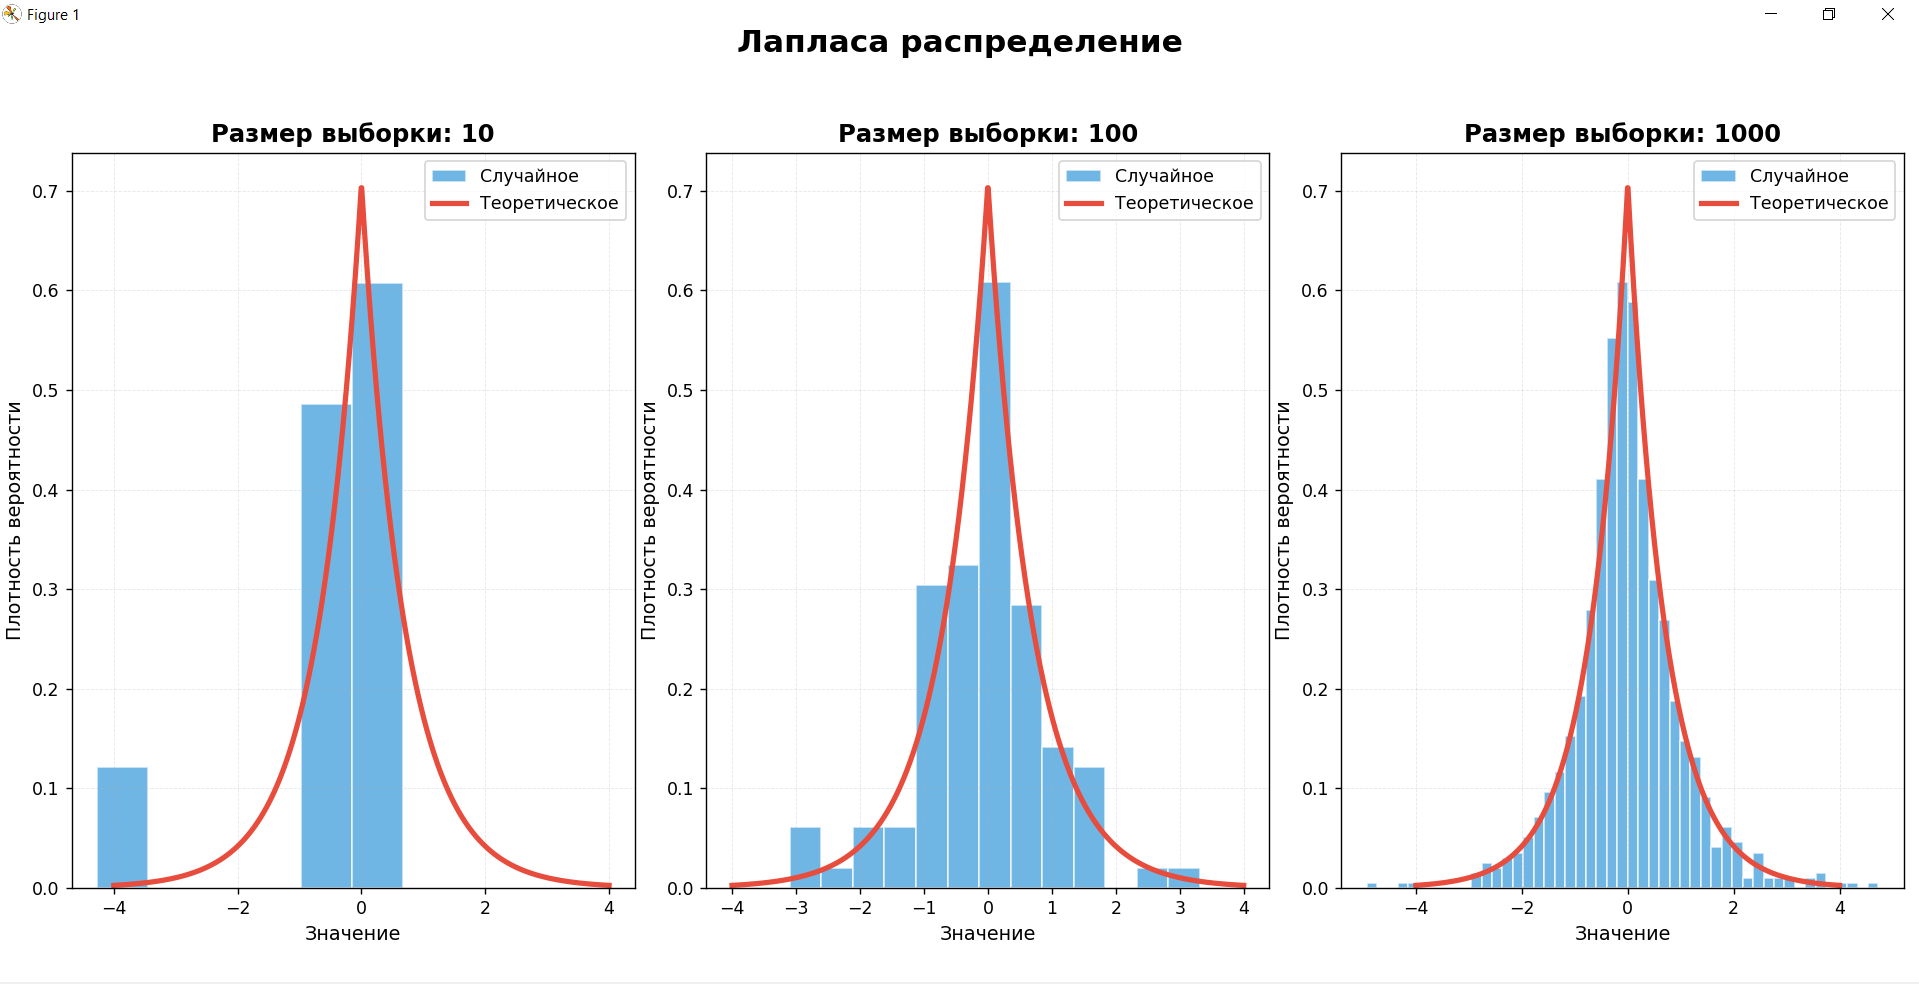 Figure 1
Лапласа распределение
Размер выборки: 10
Случайное
Теоретическое
0.7
0.6
0.5
0.4
0.3
0.2
0.1
0.0
Плотность вероятности
−4 −2 0 2 4
Значение
Размер выборки: 100
Случайное
Теоретическое
0.7
0.6
0.5
0.4
0.3
0.2
0.1
0.0
Плотность вероятности
−4 −3 −2 −1 0 1 2 3 4
Значение
Размер выборки: 1000
Случайное
Теоретическое
0.7
0.6
0.5
0.4
0.3
0.2
0.1
0.0
Плотность вероятности
−4 −2 0 2 4
Значение